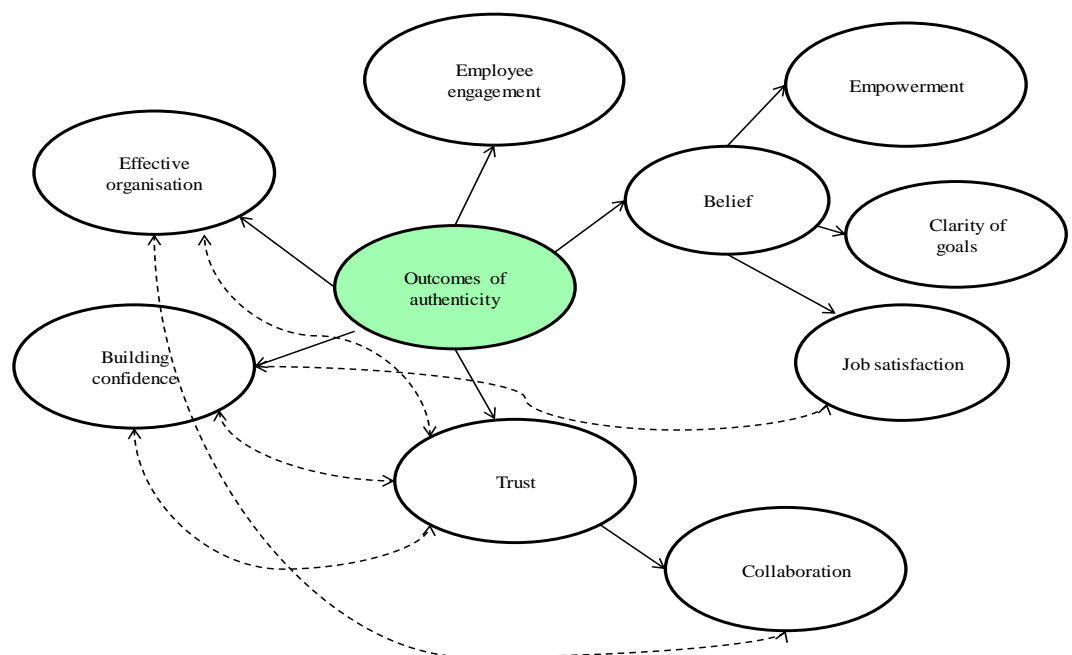 Employee
engagement
Empowerment
Effective
organisation
Belief
Clarity of
goals
Outcomes of
authenticity
Building
confidence
Job satisfaction
Trust
Collaboration